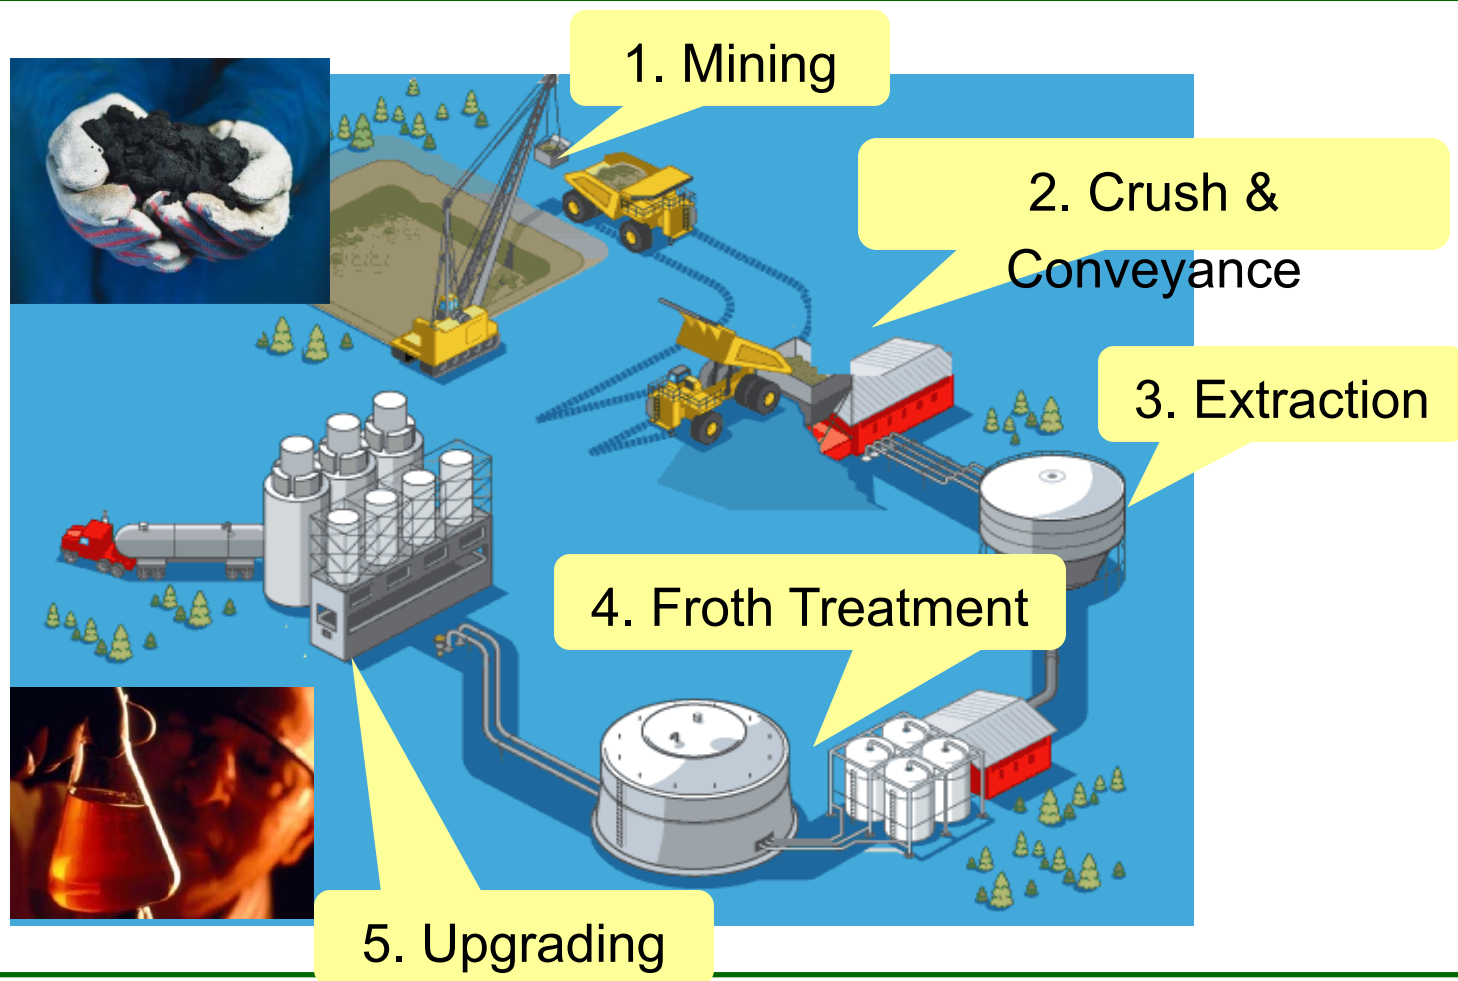 1. Mining
2. Crush &
Conveyance
3. Extraction
4. Froth Treatment
5. Upgrading